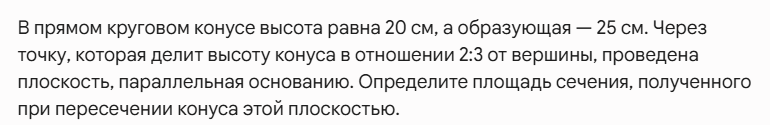 В прямом круговом конусе высота равна 20 см, а образующая — 25 см. Через
точку, которая делит высоту конуса в отношении 2:3 от вершины, проведена
плоскость, параллельная основанию. Определите площадь сечения, полученного
при пересечении конуса этой плоскостью.